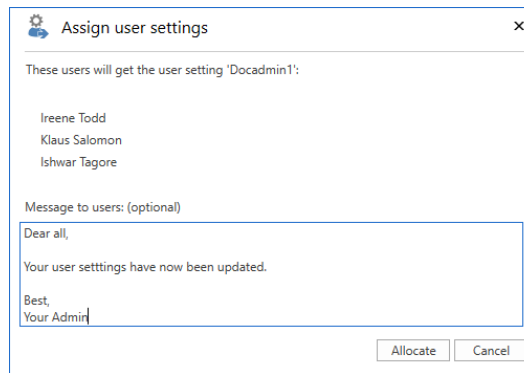 Assign user settings
These users will get the user setting 'Docadmin1':
Ireene Todd
Klaus Salomon
Ishwar Tagore
Message to users: (optional)
Dear all,
Your user setttings have now been updated.
Best,
Your Admin
Allocate Cancel